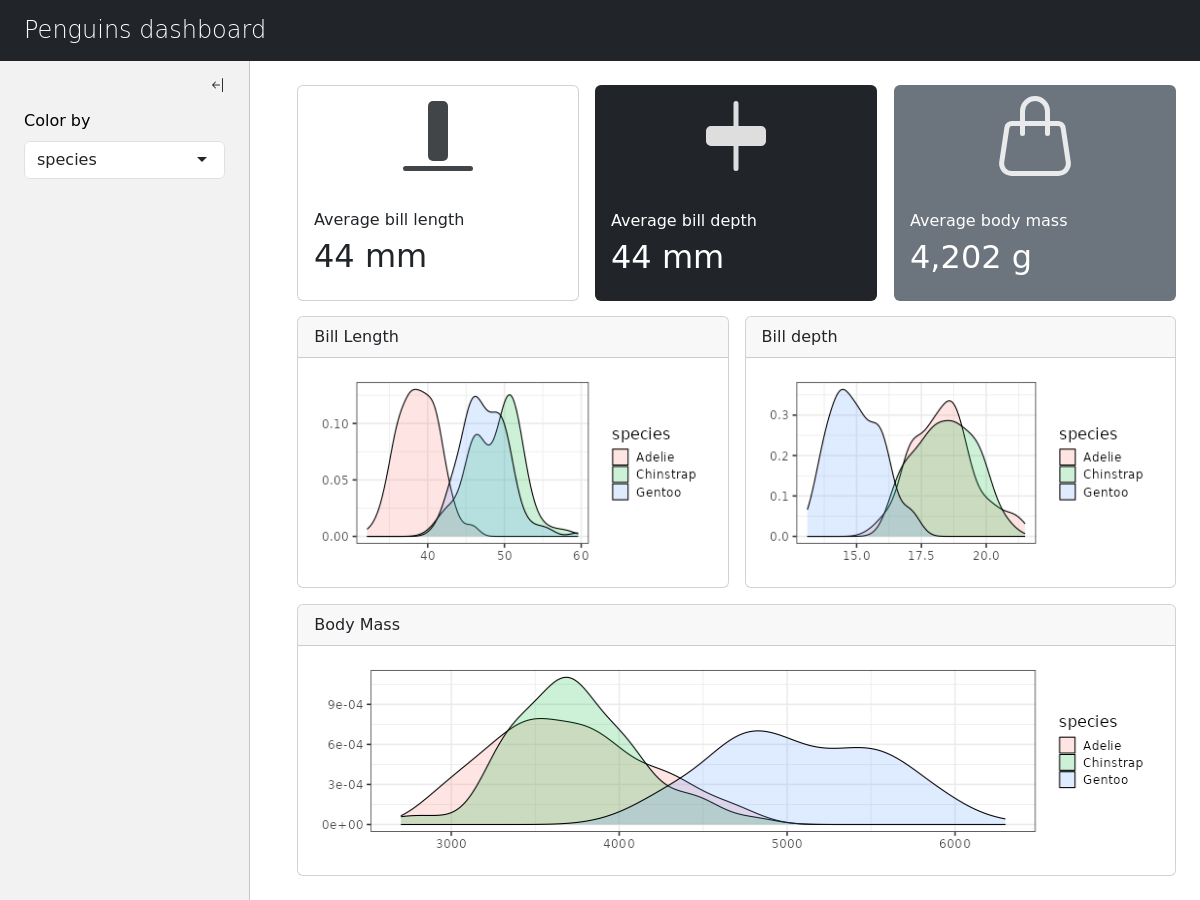 Penguins dashboard
Color by
species
Average bill length
44 mm
Average bill depth
44 mm
Average body mass
4,202 g
Bill Length
0.10
0.05
0.00
40 50 60
species
Adelie
Chinstrap
Gentoo
Bill depth
0.3
0.2
0.1
0.0
15.0 17.5 20.0
species
Adelie
Chinstrap
Gentoo
Body Mass
9e-04
6e-04
3e-04
0e+00
3000 4000 5000 6000
species
Adelie
Chinstrap
Gentoo